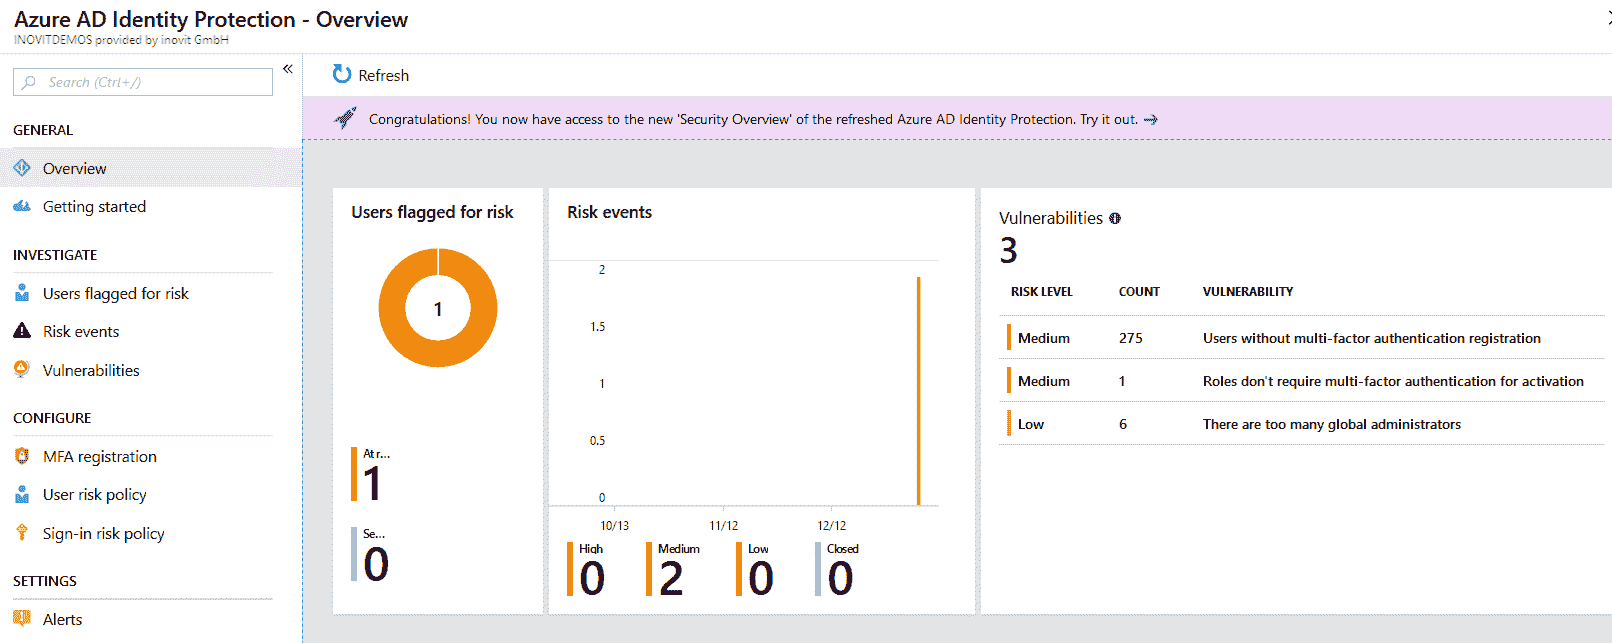 Azure AD Identity Protection - Overview
INOVITDEMOS provided by inovit GmbH
Search (Ctrl+/)
«
GENERAL
Overview
Getting started
INVESTIGATE
Users flagged for risk
Risk events
Vulnerabilities
CONFIGURE
MFA registration
User risk policy
Sign-in risk policy
SETTINGS
Alerts
Refresh
Congratulations! You now have access to the new 'Security Overview' of the refreshed Azure AD Identity Protection. Try it out. →
Users flagged for risk
1
At r...
1
Se...
0
Risk events
2
1.5
1
0.5
0
10/13 11/12 12/12
High Medium Low Closed
0 2 0 0
Vulnerabilities
3
RISK LEVEL COUNT VULNERABILITY
Medium 275 Users without multi-factor authentication registration
Medium 1 Roles don't require multi-factor authentication for activation
Low 6 There are too many global administrators